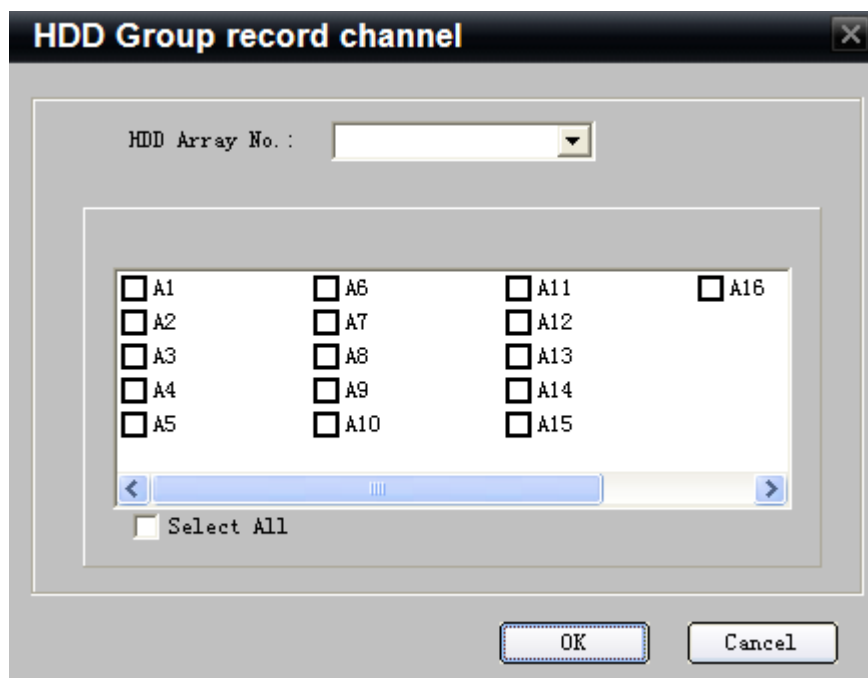 HDD Group record channel
HDD Array No.:
A1 A6 A11 A16
A2 A7 A12
A3 A8 A13
A4 A9 A14
A5 A10 A15
Select All
OK Cancel